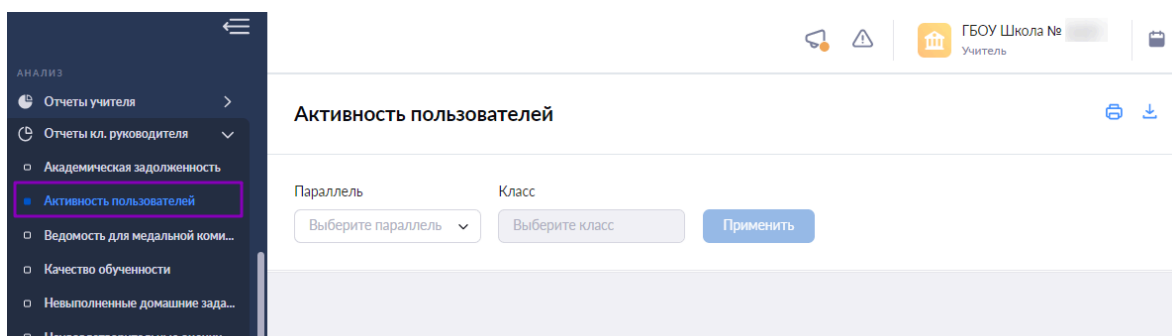 ГБОУ Школа №
Учитель
АНАЛИЗ
Отчеты учителя
Отчеты кл. руководителя
Академическая задолженность
Активность пользователей
Ведомость для медальной коми...
Качество обученности
Невыполненные домашние зада...
Активность пользователей
Параллель
Класс
Выберите параллель
Выберите класс
Применить